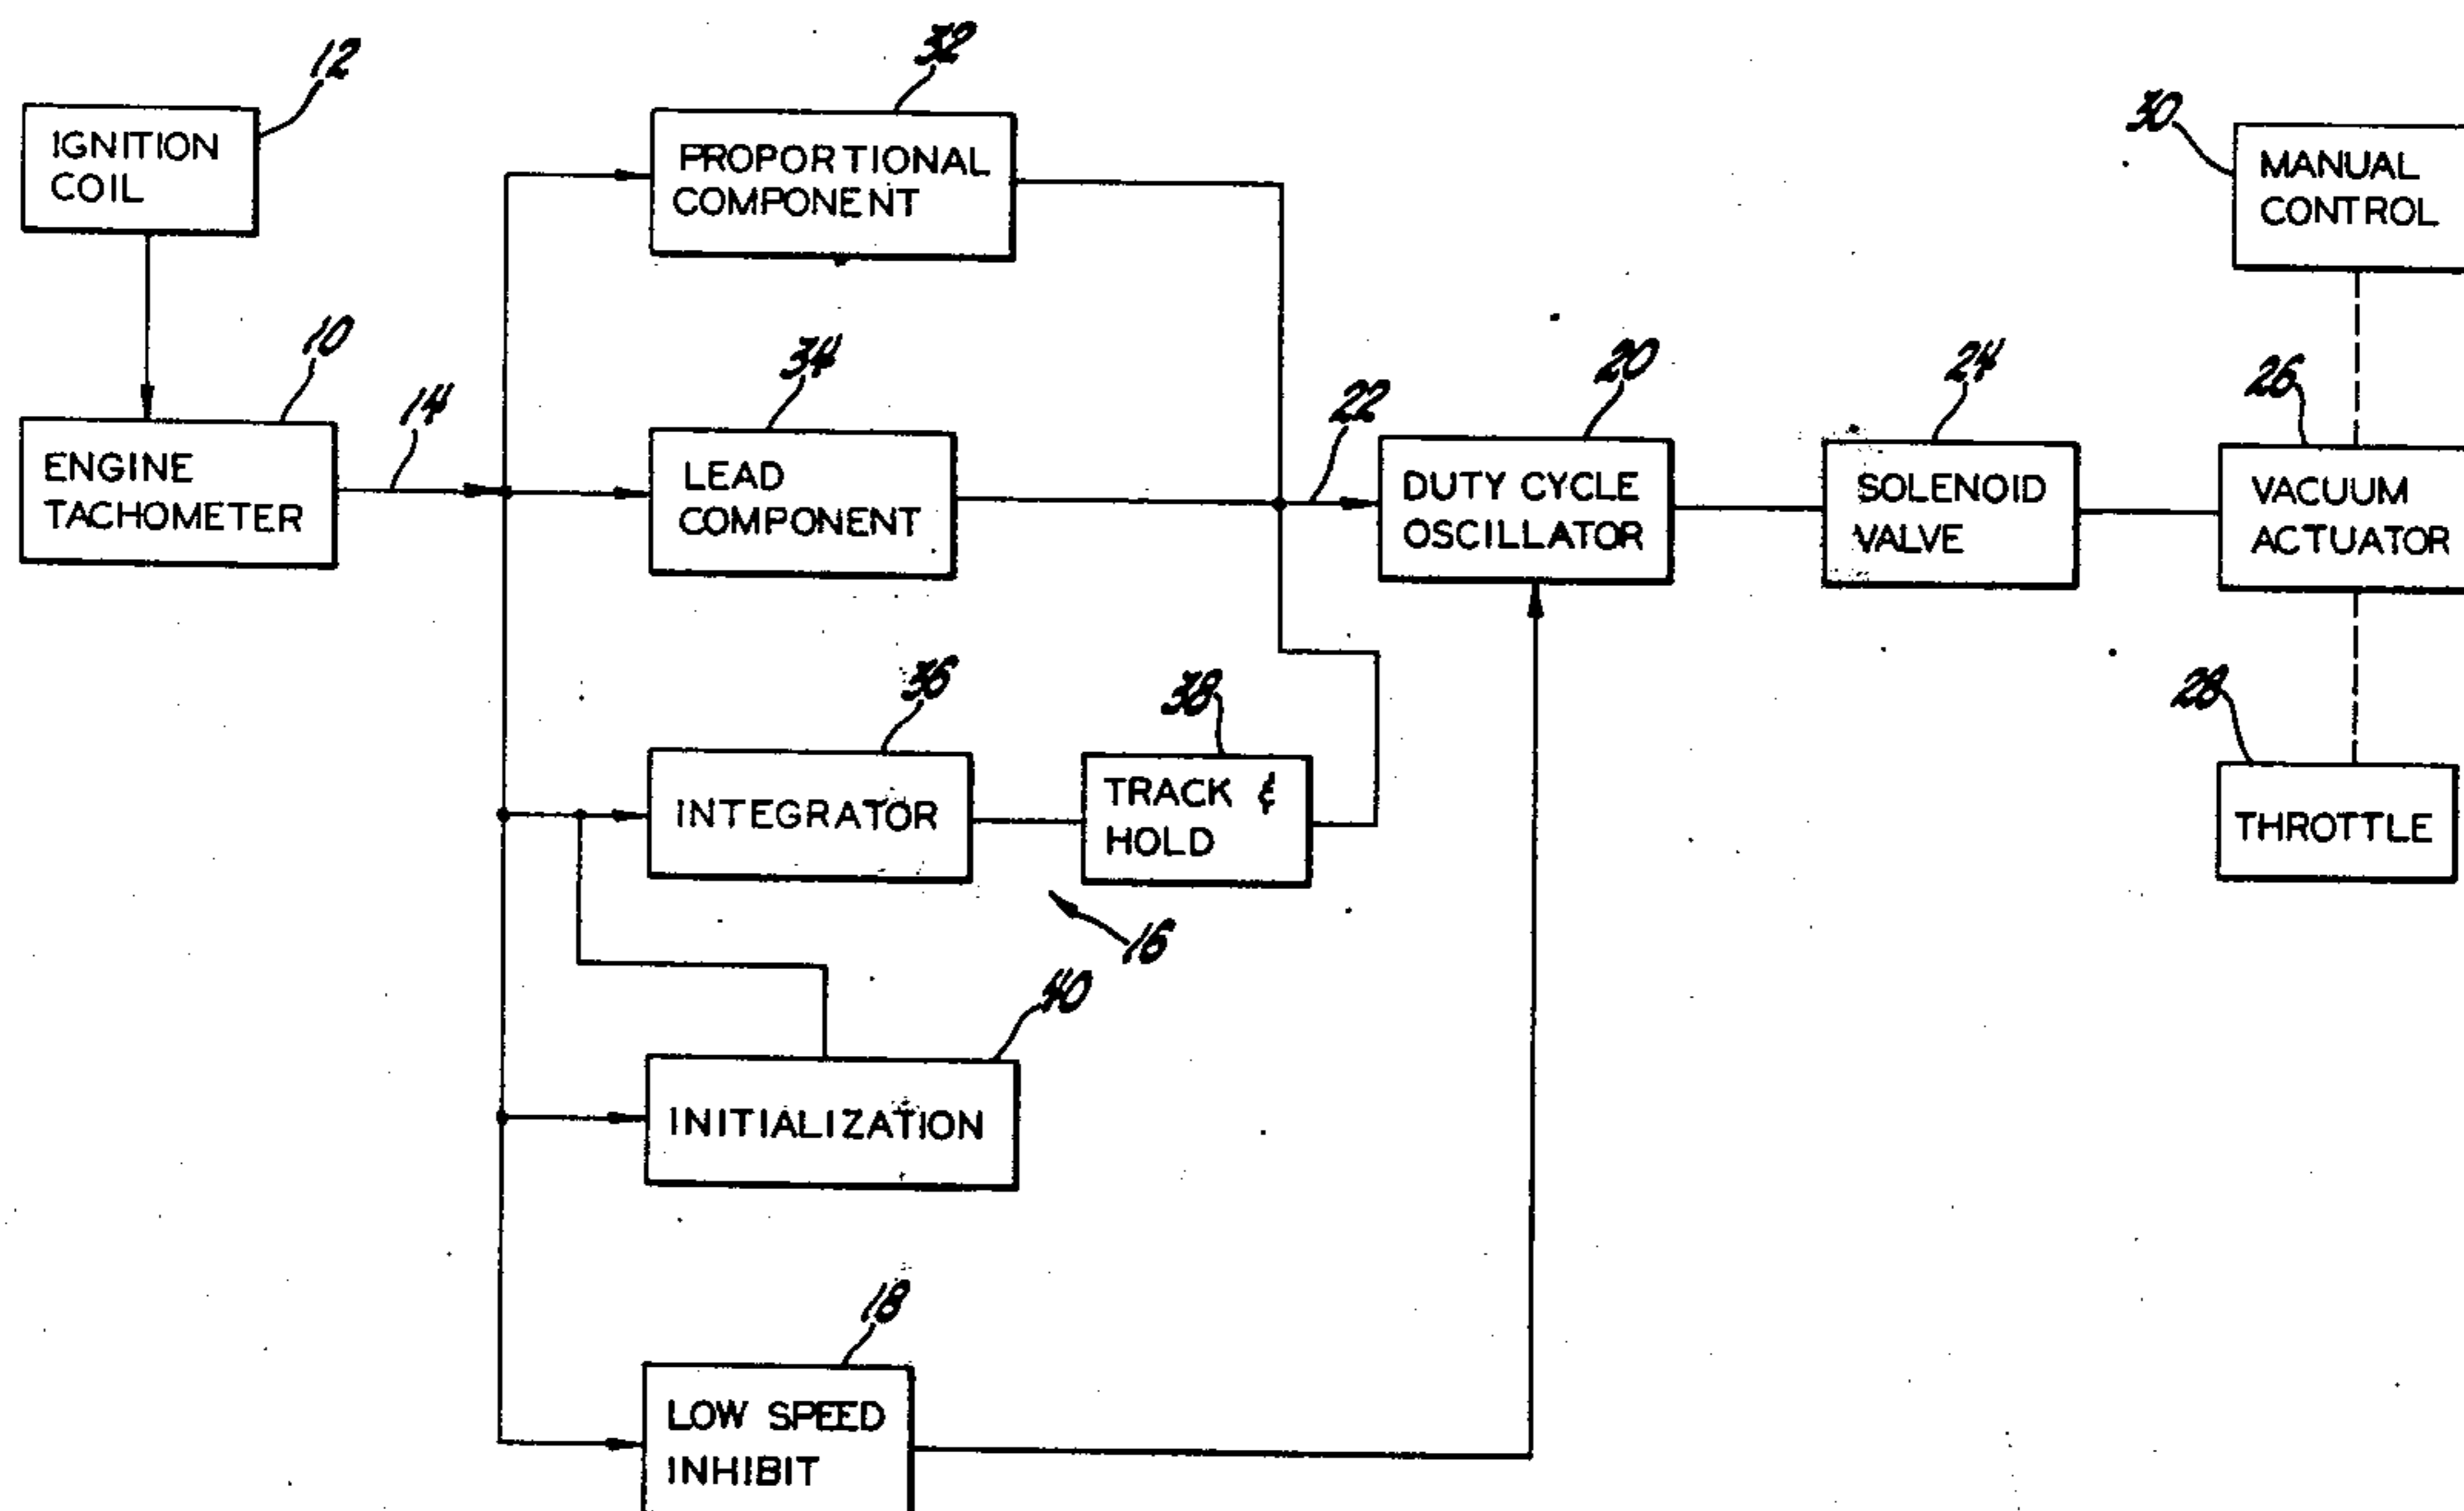 12
IGNITION
COIL
32
PROPORTIONAL
COMPONENT
30
MANUAL
CONTROL
10
ENGINE
TACHOMETER
14
34
LEAD
COMPONENT
22
20
DUTY CYCLE
OSCILLATOR
24
SOLENOID
VALVE
26
VACUUM
ACTUATOR
36
INTEGRATOR
38
TRACK &
HOLD
16
28
THROTTLE
40
INITIALIZATION
18
LOW SPEED
INHIBIT